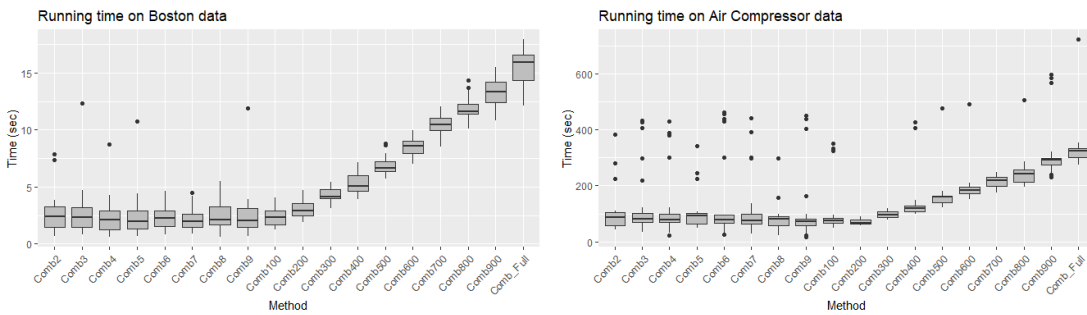 Running time on Boston data
Time (sec)
15
10
5
0
Comb2
Comb3
Comb4
Comb5
Comb6
Comb7
Comb8
Comb9
Comb100
Comb200
Comb300
Comb400
Comb500
Comb600
Comb700
Comb800
Comb900
Comb_Full
Method
Running time on Air Compressor data
Time (sec)
600
400
200
0
Comb2
Comb3
Comb4
Comb5
Comb6
Comb7
Comb8
Comb9
Comb100
Comb200
Comb300
Comb400
Comb500
Comb600
Comb700
Comb800
Comb900
Comb_Full
Method